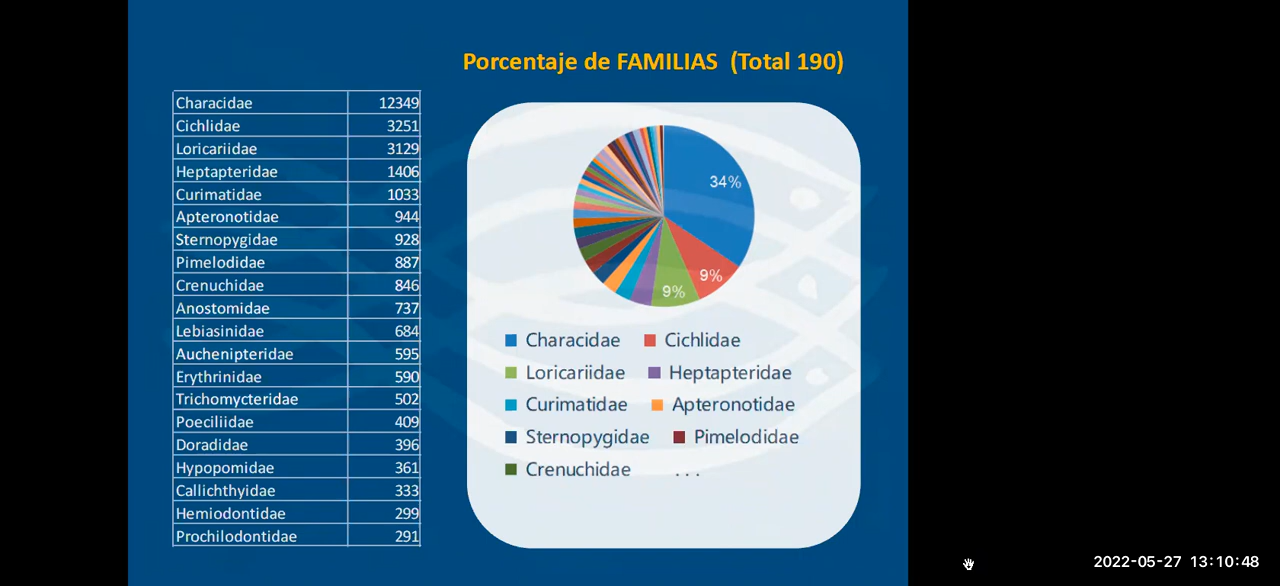 Porcentaje de FAMILIAS (Total 190)
Characidae 12349
Cichlidae 3251
Loricariidae 3129
Heptapteridae 1406
Curimatidae 1033
Apteronotidae 944
Sternopygidae 928
Pimelodidae 887
Crenuchidae 846
Anostomidae 737
Lebiasinidae 684
Auchenipteridae 595
Erythrinidae 590
Trichomycteridae 502
Poeciliidae 409
Doradidae 396
Hypopomidae 361
Callichthyidae 333
Hemiodontidae 299
Prochilodontidae 291
34%
9%
9%
Characidae Cichlidae
Loricariidae Heptapteridae
Curimatidae Apteronotidae
Sternopygidae Pimelodidae
Crenuchidae ...
2022-05-27 13:10:48